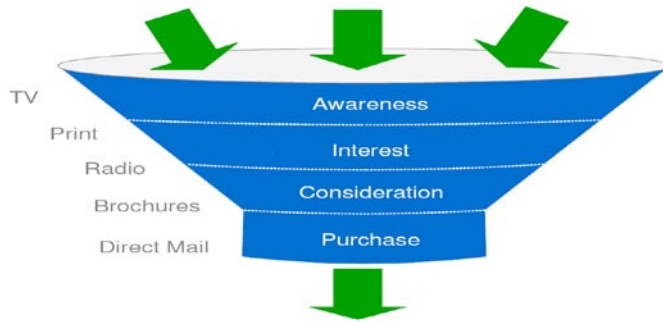 TV
Awareness
Print
Interest
Radio
Consideration
Brochures
Purchase
Direct Mail